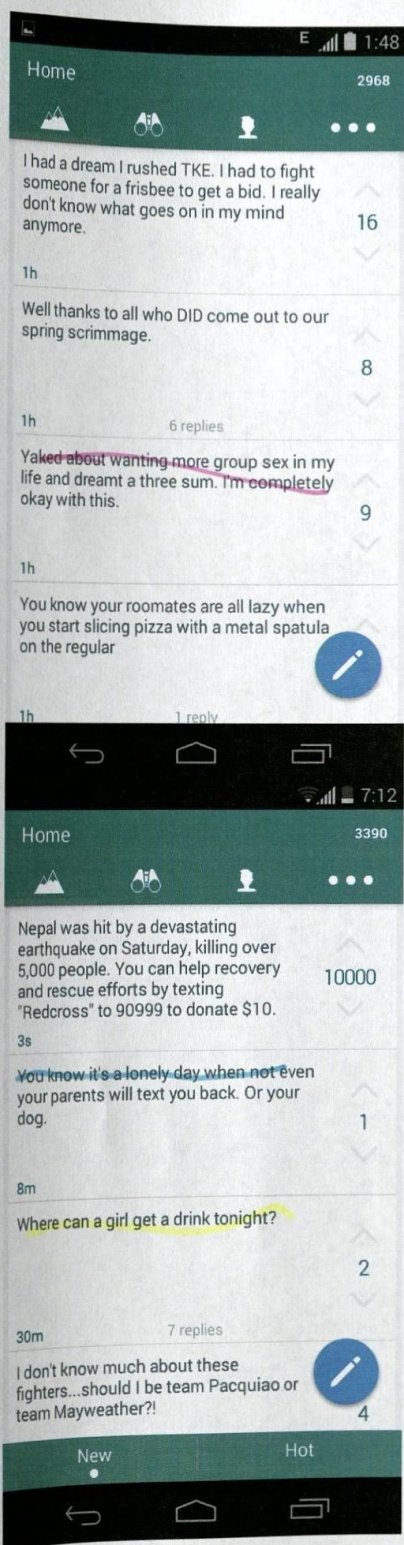 E 1:48
Home 2968
I had a dream I rushed TKE. I had to fight
someone for a frisbee to get a bid. I really
don't know what goes on in my mind
anymore.
16
1h
Well thanks to all who DID come out to our
spring scrimmage.
8
1h 6 replies
Yaked about wanting more group sex in my
life and dreamt a three sum. I'm completely
okay with this.
9
1h
You know your roomates are all lazy when
you start slicing pizza with a metal spatula
on the regular
1h 1 reply
7:12
Home 3390
Nepal was hit by a devastating
earthquake on Saturday, killing over
5,000 people. You can help recovery
and rescue efforts by texting
"Redcross" to 90999 to donate $10.
10000
3s
You know it's a lonely day when not even
your parents will text you back. Or your
dog.
1
8m
Where can a girl get a drink tonight?
2
30m 7 replies
I don't know much about these
fighters...should I be team Pacquiao or
team Mayweather?!
4
New Hot